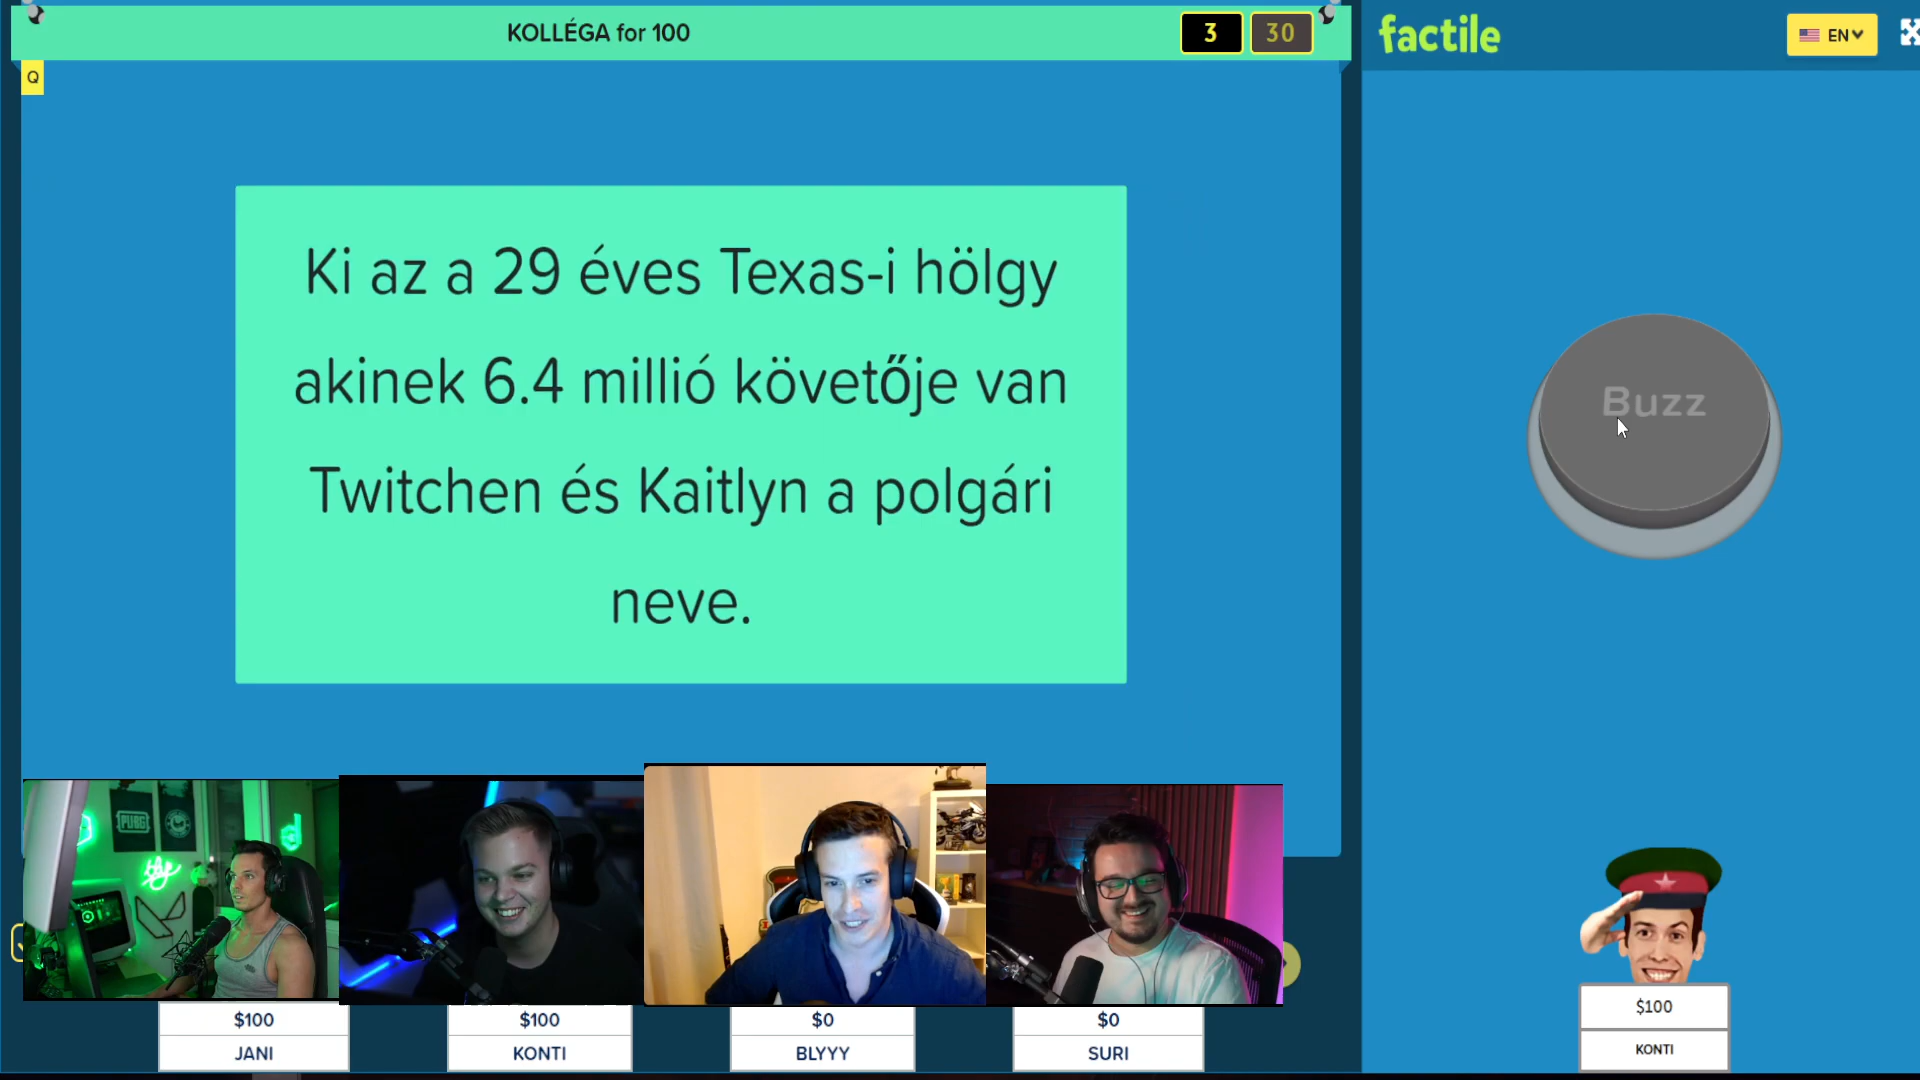 KOLLÉGA for 100
3
30
factile
EN
Q
Ki az a 29 éves Texas-i hölgy
akinek 6.4 millió követője van
Twitchen és Kaitlyn a polgári
neve.
Buzz
PUBG
$100
JANI
$100
KONTI
$0
BLYYY
$0
SURI
$100
KONTI